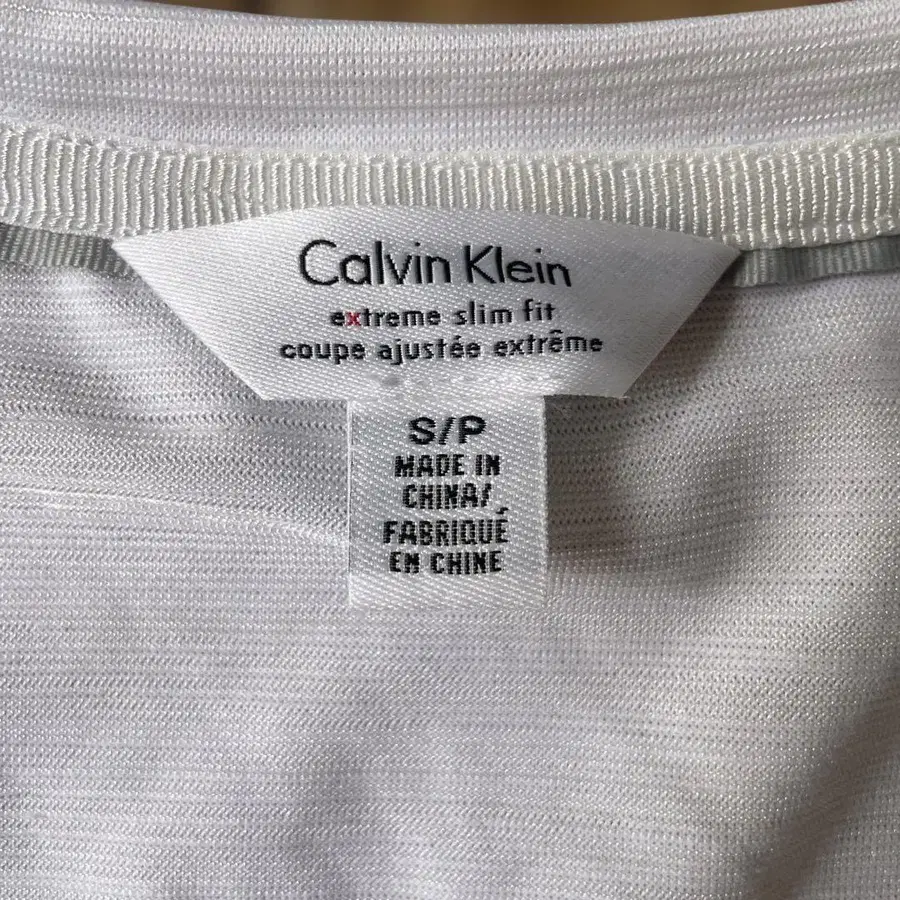 Calvin Klein
extreme slim fit
coupe ajustée extrême
S/P
MADE IN
CHINA/
FABRIQUÉ
EN CHINE